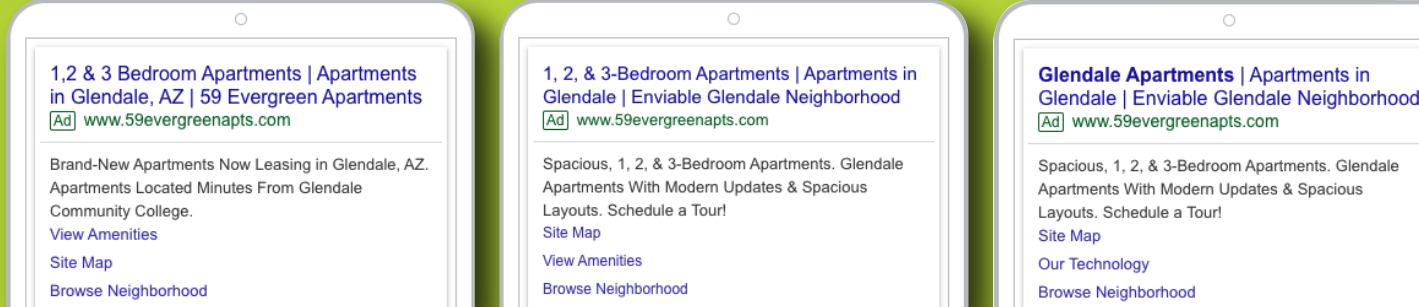 1,2 & 3 Bedroom Apartments | Apartments
in Glendale, AZ | 59 Evergreen Apartments
Ad www.59evergreenapts.com
Brand-New Apartments Now Leasing in Glendale, AZ.
Apartments Located Minutes From Glendale
Community College.
View Amenities
Site Map
Browse Neighborhood
1, 2, & 3-Bedroom Apartments | Apartments in
Glendale | Enviable Glendale Neighborhood
Ad www.59evergreenapts.com
Spacious, 1, 2, & 3-Bedroom Apartments. Glendale
Apartments With Modern Updates & Spacious
Layouts. Schedule a Tour!
Site Map
View Amenities
Browse Neighborhood
Glendale Apartments | Apartments in
Glendale | Enviable Glendale Neighborhood
Ad www.59evergreenapts.com
Spacious, 1, 2, & 3-Bedroom Apartments. Glendale
Apartments With Modern Updates & Spacious
Layouts. Schedule a Tour!
Site Map
Our Technology
Browse Neighborhood